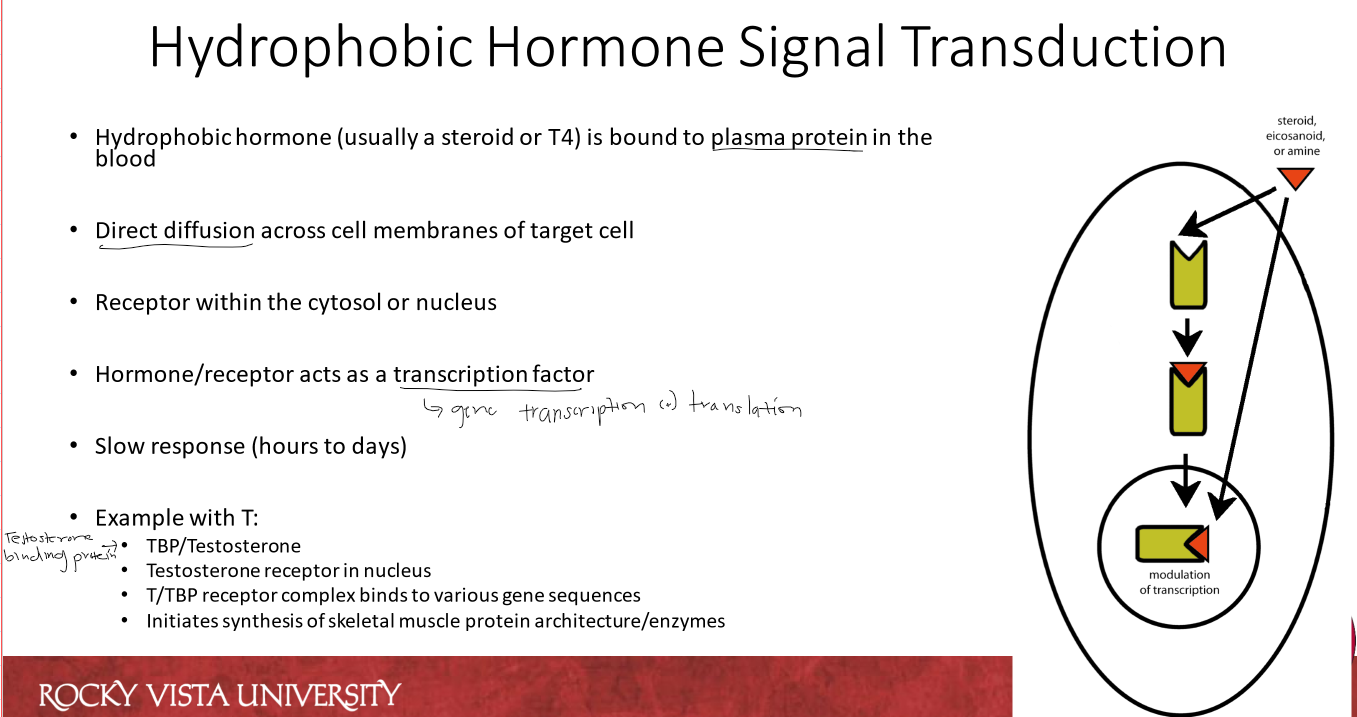 Hydrophobic Hormone Signal Transduction
• Hydrophobic hormone (usually a steroid or T4) is bound to plasma protein in the
blood
• Direct diffusion across cell membranes of target cell
• Receptor within the cytosol or nucleus
• Hormone/receptor acts as a transcription factor
↳ gene transcription (+) translation
• Slow response (hours to days)
• Example with T:
Testosterone
binding protein →
• TBP/Testosterone
• Testosterone receptor in nucleus
• T/TBP receptor complex binds to various gene sequences
• Initiates synthesis of skeletal muscle protein architecture/enzymes
steroid,
eicosanoid,
or amine
modulation
of transcription
ROCKY VISTA UNIVERSITY